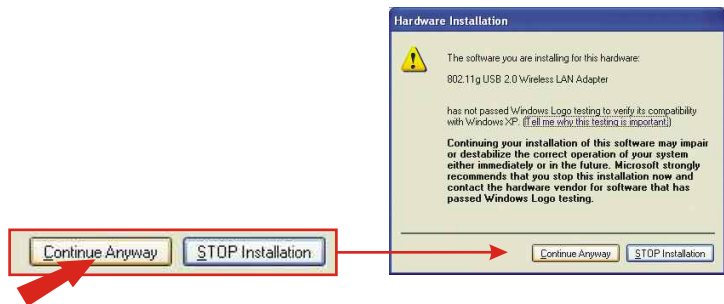 Hardware Installation
The software you are installing for this hardware:
802.11g USB 2.0 Wireless LAN Adapter
has not passed Windows Logo testing to verify its compatibility
with Windows XP. (Tell me why this testing is important.)
Continuing your installation of this software may impair
or destabilize the correct operation of your system
either immediately or in the future. Microsoft strongly
recommends that you stop this installation now and
contact the hardware vendor for software that has
passed Windows Logo testing.
Continue Anyway STOP Installation
Continue Anyway STOP Installation